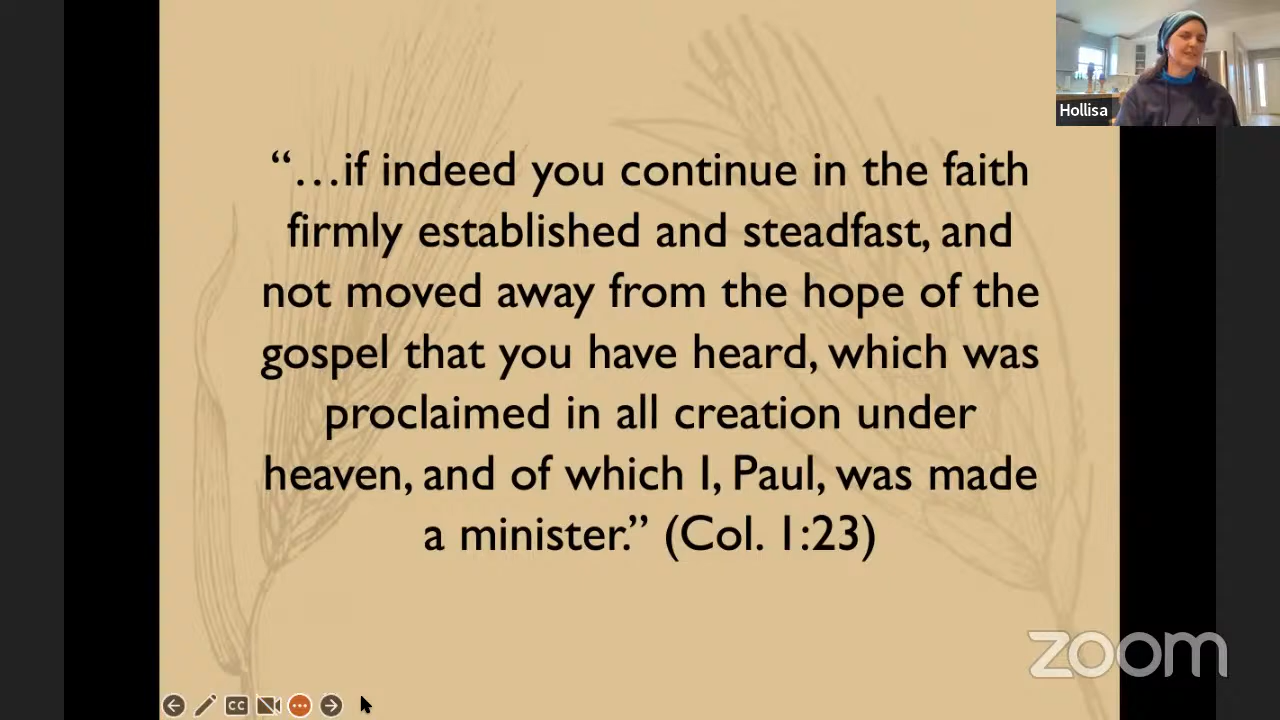 Hollisa
“…if indeed you continue in the faith
firmly established and steadfast, and
not moved away from the hope of the
gospel that you have heard, which was
proclaimed in all creation under
heaven, and of which I, Paul, was made
a minister.” (Col. 1:23)
zoom
CC